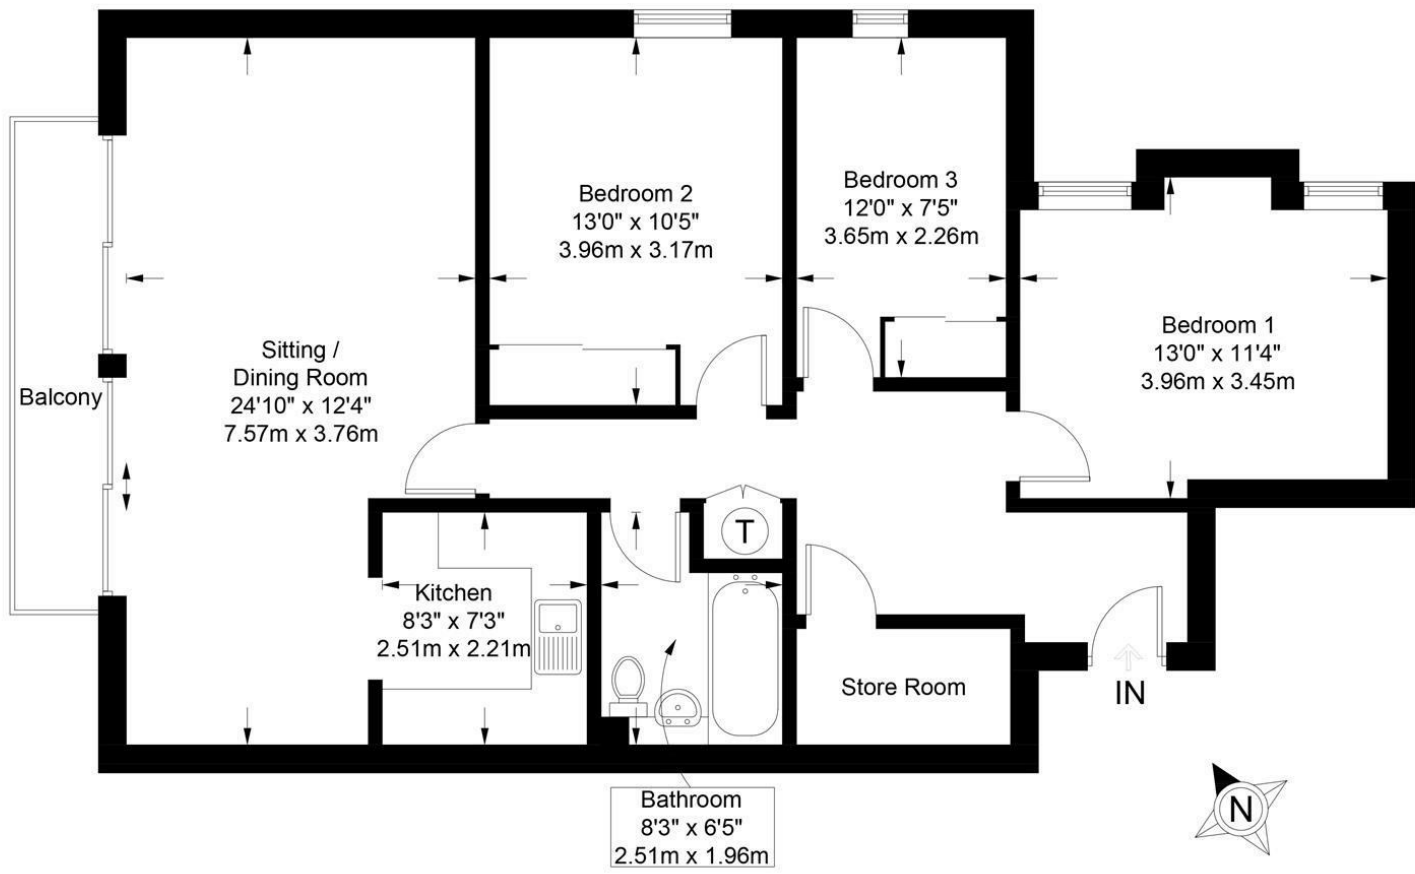 Bedroom 2
13'0" x 10'5"
3.96m x 3.17m
Bedroom 3
12'0" x 7'5"
3.65m x 2.26m
Bedroom 1
13'0" x 11'4"
3.96m x 3.45m
Sitting /
Dining Room
24'10" x 12'4"
7.57m x 3.76m
Balcony
T
Kitchen
8'3" x 7'3"
2.51m x 2.21m
Store Room
IN
Bathroom
8'3" x 6'5"
2.51m x 1.96m
N